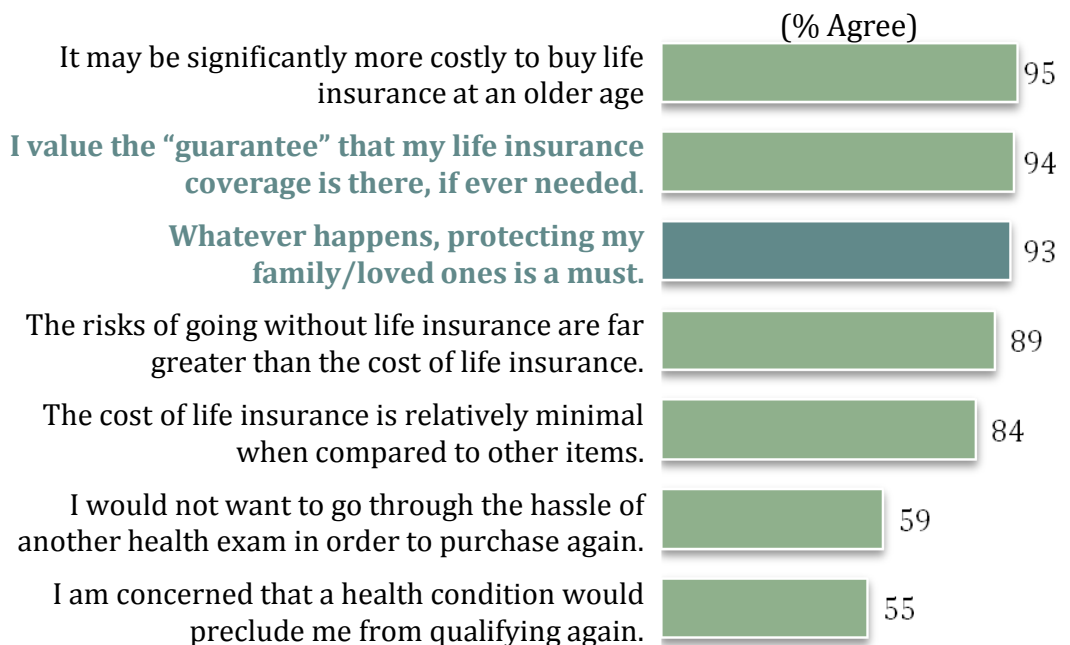 (% Agree)
It may be significantly more costly to buy life
insurance at an older age
95
I value the “guarantee” that my life insurance
coverage is there, if ever needed.
94
Whatever happens, protecting my
family/loved ones is a must.
93
The risks of going without life insurance are far
greater than the cost of life insurance.
89
The cost of life insurance is relatively minimal
when compared to other items.
84
I would not want to go through the hassle of
another health exam in order to purchase again.
59
I am concerned that a health condition would
preclude me from qualifying again.
55